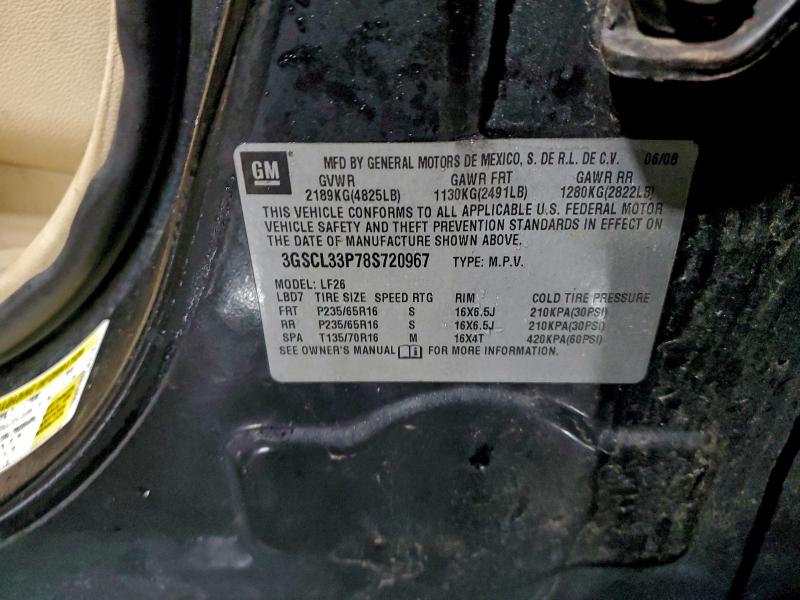 GM MFD BY GENERAL MOTORS DE MEXICO, S. DE R.L. DE C.V. 06/08
GVWR GAWR FRT GAWR RR
2189KG(4825LB) 1130KG(2491LB) 1280KG(2822LB)
THIS VEHICLE CONFORMS TO ALL APPLICABLE U.S. FEDERAL MOTOR
VEHICLE SAFETY AND THEFT PREVENTION STANDARDS IN EFFECT ON
THE DATE OF MANUFACTURE SHOWN ABOVE.
3GSCL33P78S720967 TYPE: M.P.V.
MODEL: LF26
LBD7 TIRE SIZE SPEED RTG RIM COLD TIRE PRESSURE
FRT P235/65R16 S 16X6.5J 210KPA(30PSI)
RR P235/65R16 S 16X6.5J 210KPA(30PSI)
SPA T135/70R16 M 16X4T 420KPA(60PSI)
SEE OWNER'S MANUAL FOR MORE INFORMATION.